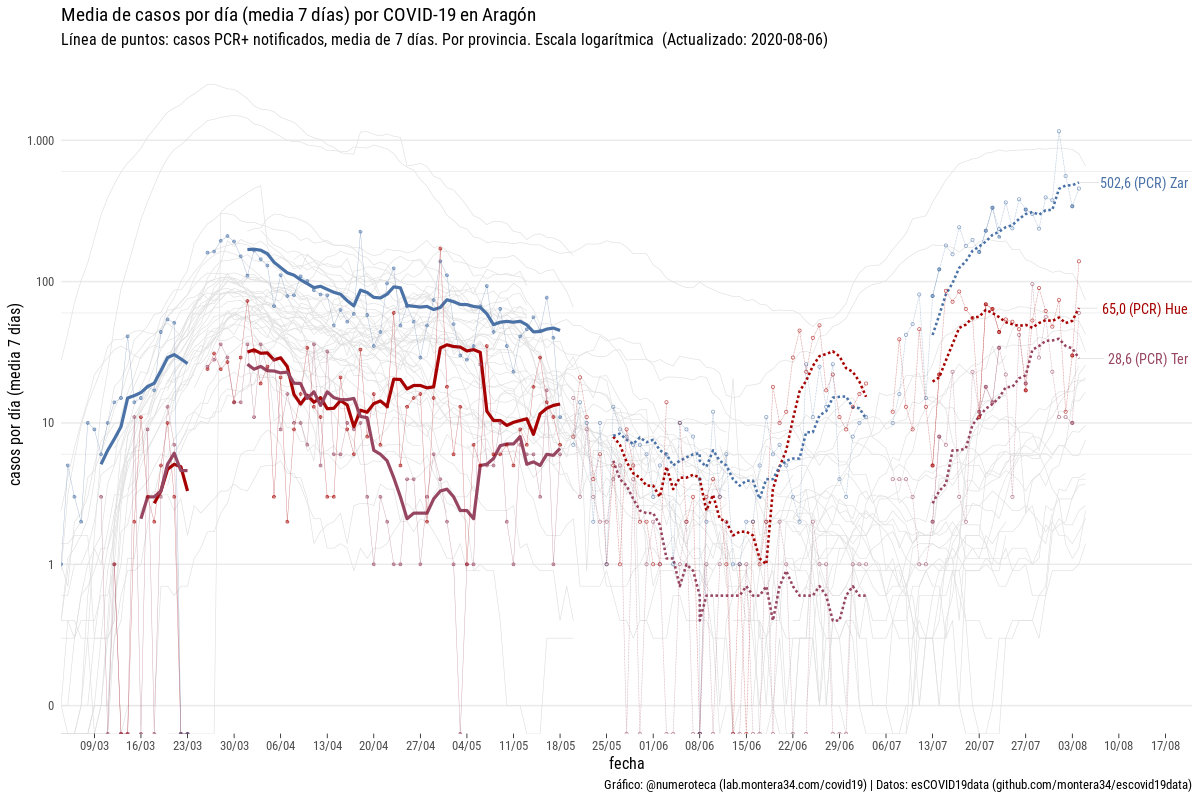 Media de casos por día (media 7 días) por COVID-19 en Aragón
Línea de puntos: casos PCR+ notificados, media de 7 días. Por provincia. Escala logarítmica  (Actualizado: 2020-08-06)
casos por día (media 7 días)
1.000
100
10
1
0
502,6 (PCR) Zar
65,0 (PCR) Hue
28,6 (PCR) Ter
09/03 16/03 23/03 30/03 06/04 13/04 20/04 27/04 04/05 11/05 18/05 25/05 01/06 08/06 15/06 22/06 29/06 06/07 13/07 20/07 27/07 03/08 10/08 17/08
fecha
Gráfico: @numeroteca (lab.montera34.com/covid19) | Datos: esCOVID19data (github.com/montera34/escovid19data)